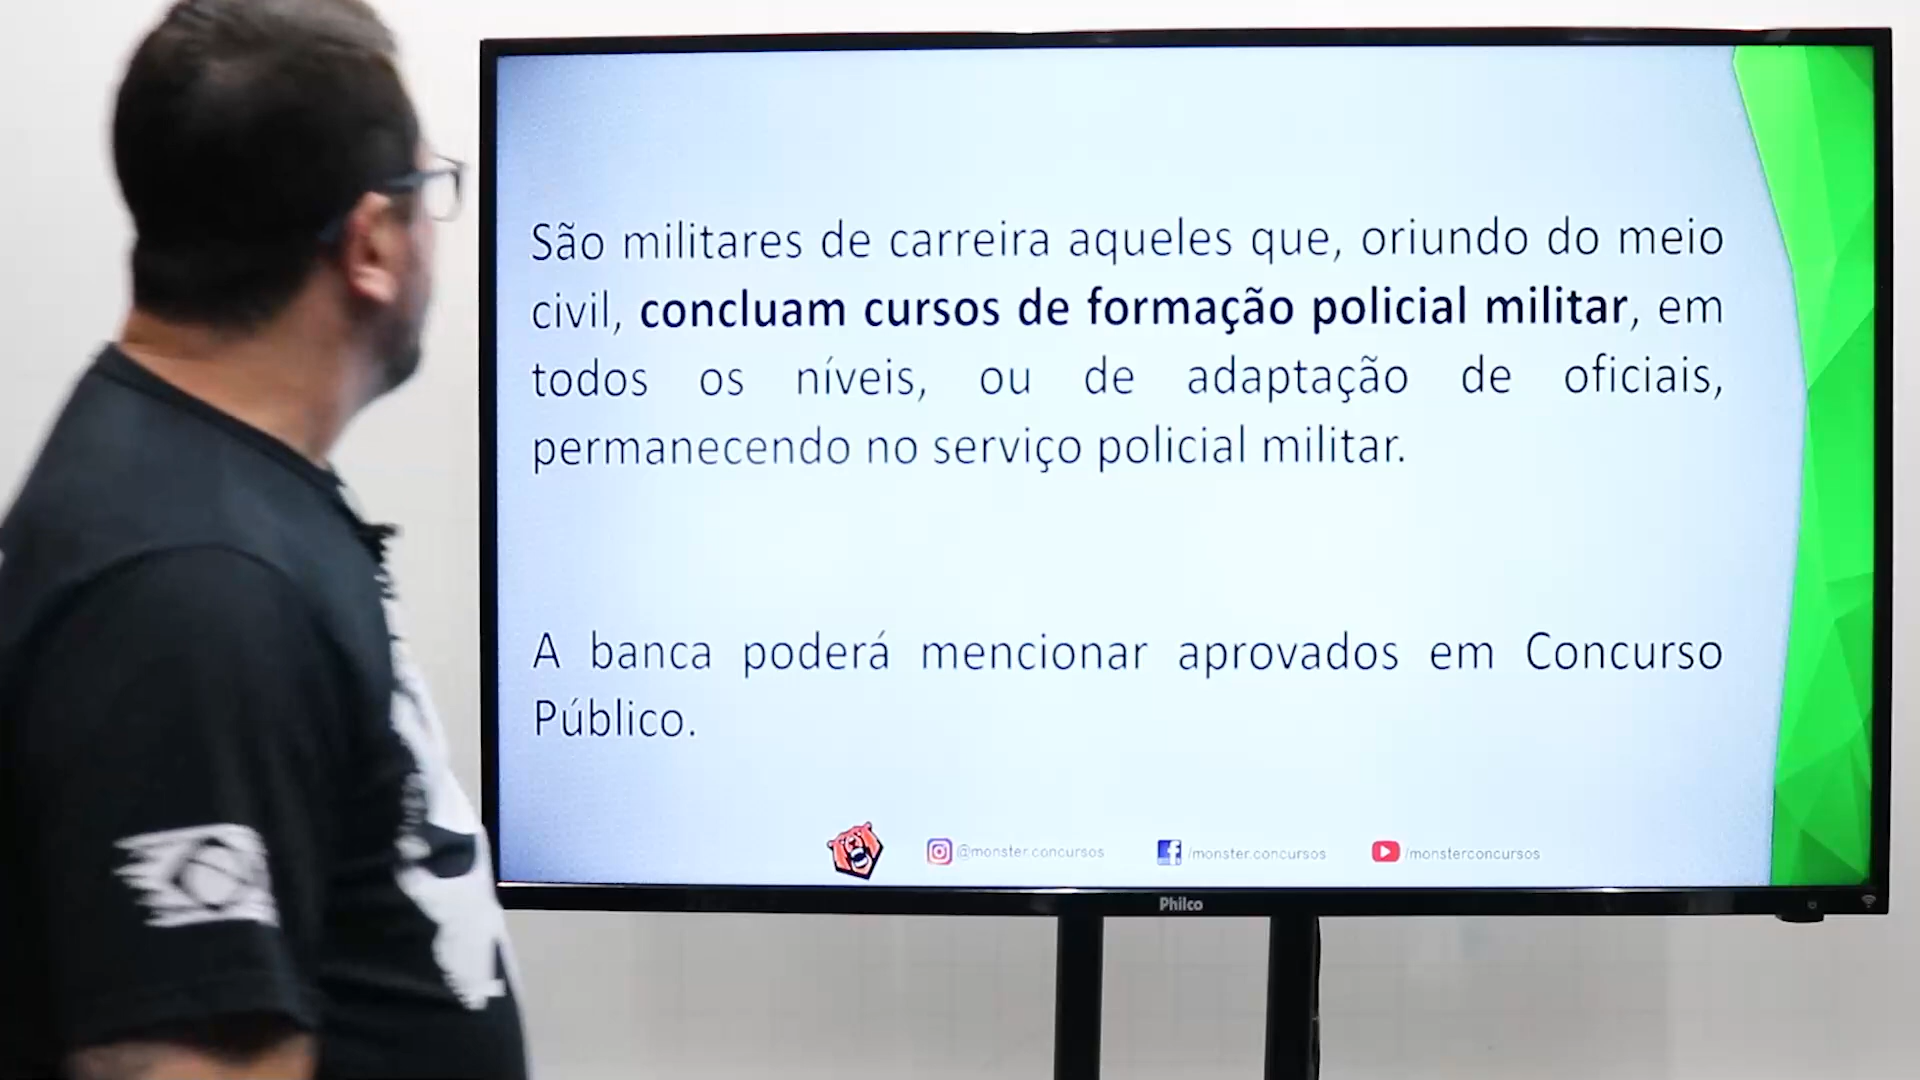 São militares de carreira aqueles que, oriundo do meio
civil, concluam cursos de formação policial militar, em
todos os níveis, ou de adaptação de oficiais,
permanecendo no serviço policial militar.
A banca poderá mencionar aprovados em Concurso
Público.
@monster.concursos
/monster.concursos
/monsterconcursos
Philco